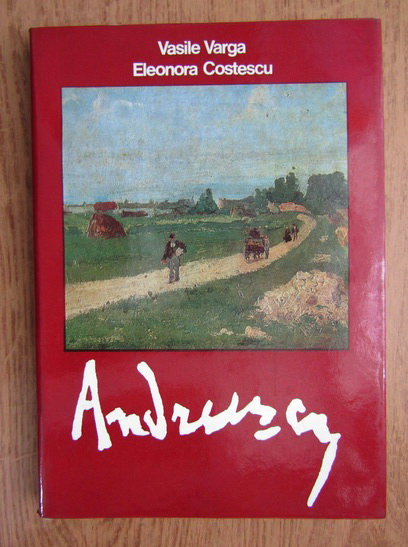 Vasile Varga
Eleonora Costescu
Andreescu